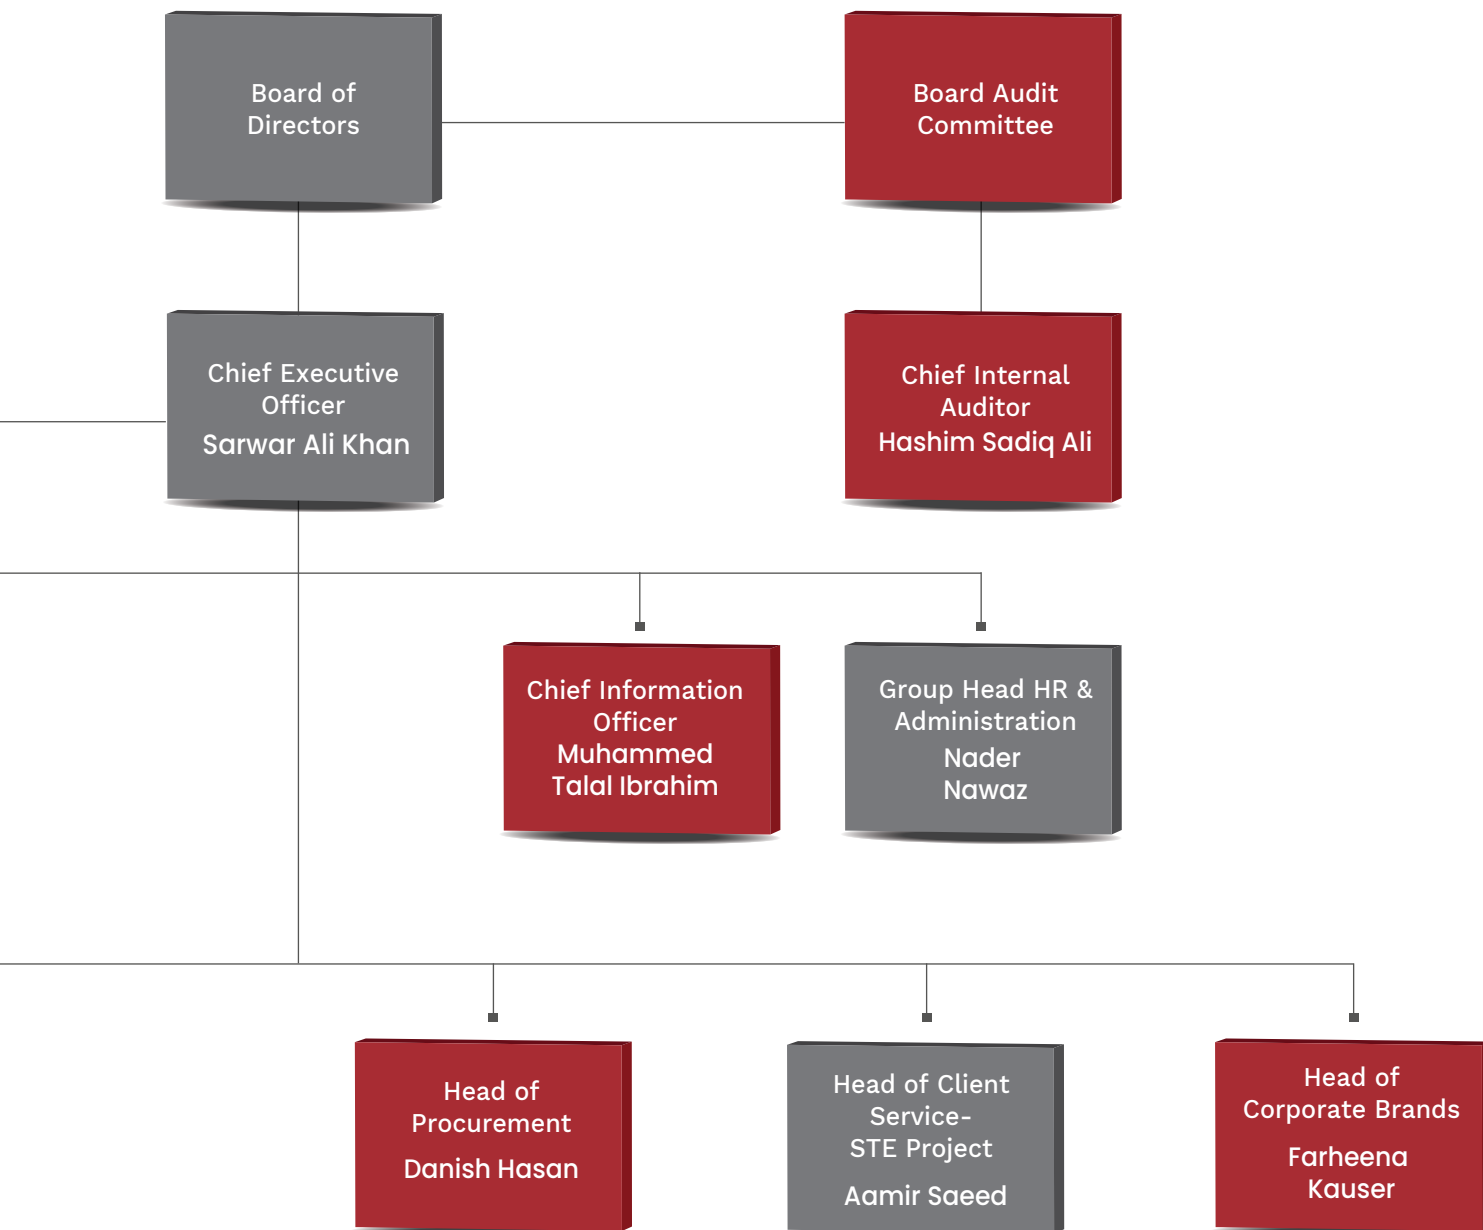 Board of
Directors
Board Audit
Committee
Chief Executive
Officer
Sarwar Ali Khan
Chief Internal
Auditor
Hashim Sadiq Ali
Chief Information
Officer
Muhammed
Talal Ibrahim
Group Head HR &
Administration
Nader
Nawaz
Head of
Procurement
Danish Hasan
Head of Client
Service-
STE Project
Aamir Saeed
Head of
Corporate Brands
Farheena
Kauser